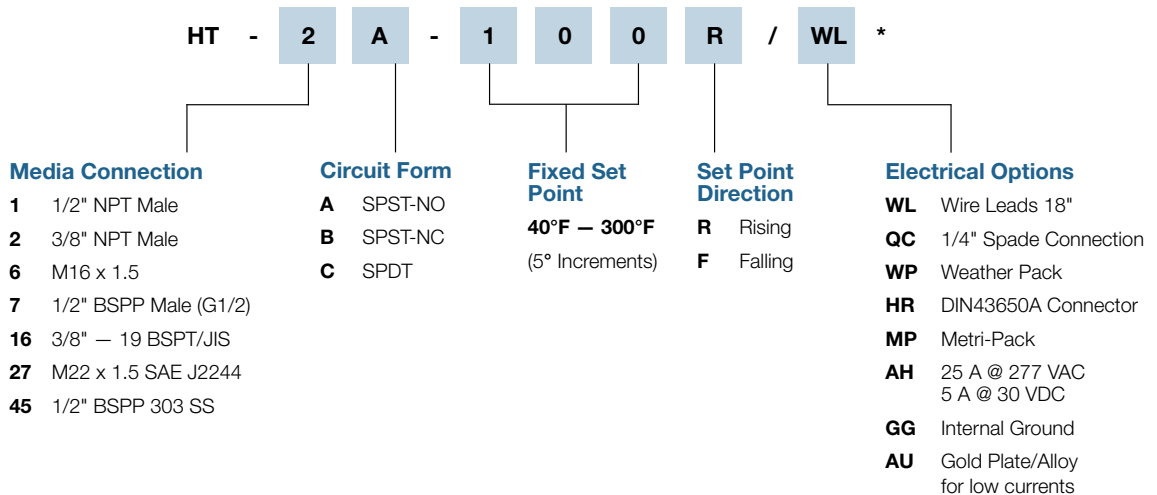 HT - 2 A - 1 0 0 R / WL *
Media Connection
1 1/2" NPT Male
2 3/8" NPT Male
6 M16 x 1.5
7 1/2" BSPP Male (G1/2)
16 3/8" — 19 BSPT/JIS
27 M22 x 1.5 SAE J2244
45 1/2" BSPP 303 SS
Circuit Form
A SPST-NO
B SPST-NC
C SPDT
Fixed Set
Point
40°F — 300°F
(5° Increments)
Set Point
Direction
R Rising
F Falling
Electrical Options
WL Wire Leads 18"
QC 1/4" Spade Connection
WP Weather Pack
HR DIN43650A Connector
MP Metri-Pack
AH 25 A @ 277 VAC
5 A @ 30 VDC
GG Internal Ground
AU Gold Plate/Alloy
for low currents